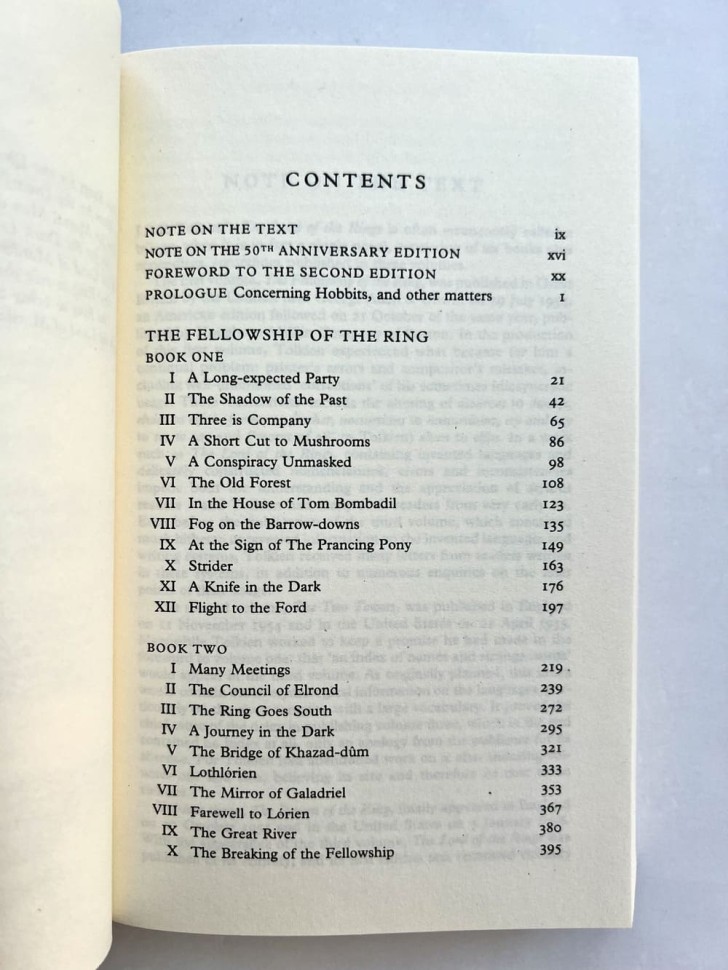 CONTENTS
NOTE ON THE TEXT ix
NOTE ON THE 50TH ANNIVERSARY EDITION xvi
FOREWORD TO THE SECOND EDITION xx
PROLOGUE Concerning Hobbits, and other matters 1
THE FELLOWSHIP OF THE RING
BOOK ONE
I A Long-expected Party 21
II The Shadow of the Past 42
III Three is Company 65
IV A Short Cut to Mushrooms 86
V A Conspiracy Unmasked 98
VI The Old Forest 108
VII In the House of Tom Bombadil 123
VIII Fog on the Barrow-downs 135
IX At the Sign of The Prancing Pony 149
X Strider 163
XI A Knife in the Dark 176
XII Flight to the Ford 197
BOOK TWO
I Many Meetings 219
II The Council of Elrond 239
III The Ring Goes South 272
IV A Journey in the Dark 295
V The Bridge of Khazad-dûm 321
VI Lothlórien 333
VII The Mirror of Galadriel 353
VIII Farewell to Lórien 367
IX The Great River 380
X The Breaking of the Fellowship 395